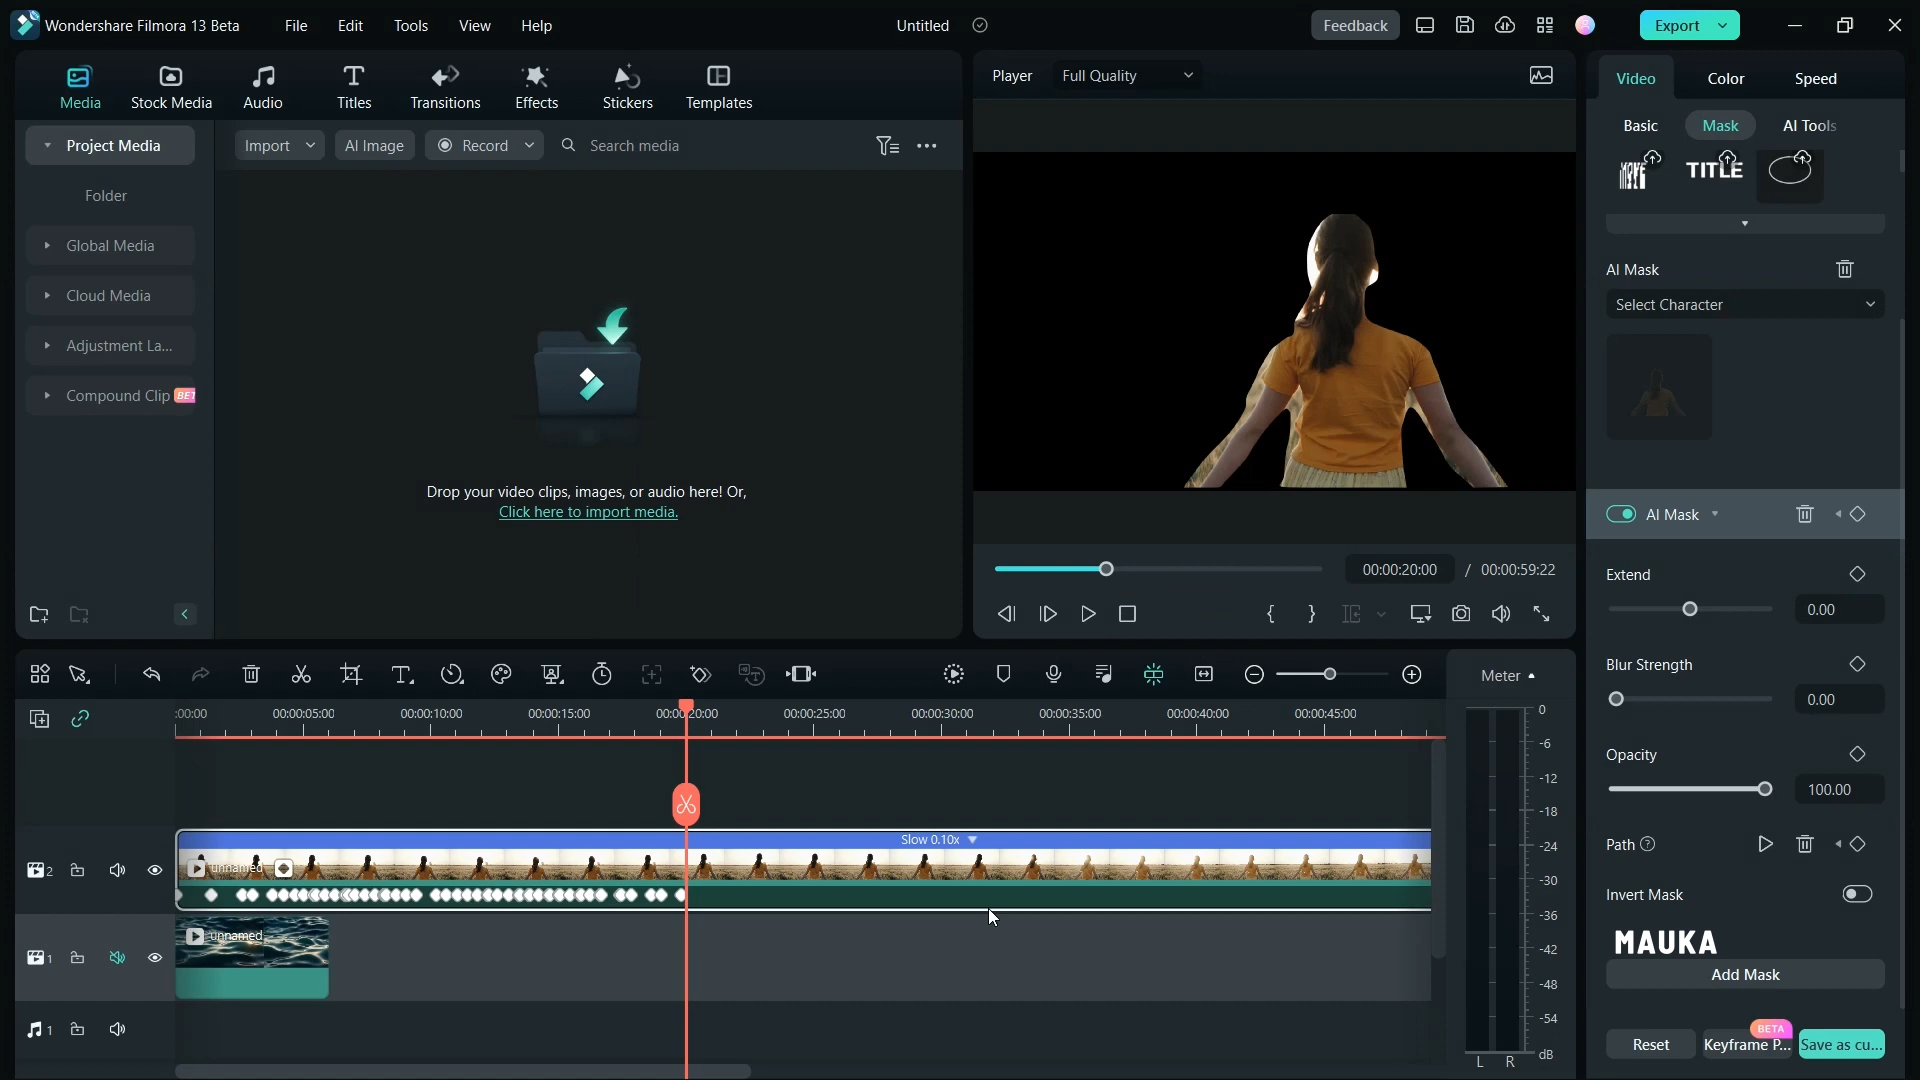 Wondershare Filmora 13 Beta
File Edit Tools View Help
Untitled
Feedback
Export
Media
Stock Media
Audio
Titles
Transitions
Effects
Stickers
Templates
Player
Full Quality
Video
Color
Speed
Project Media
Import
AI Image
Record
Search media
Basic
Mask
AI Tools
TITLE
Folder
Global Media
Cloud Media
Adjustment La...
Compound Clip
BET
AI Mask
Select Character
Drop your video clips, images, or audio here! Or,
Click here to import media.
AI Mask
00:00:20:00 / 00:00:59:22
Extend
0.00
Blur Strength
0.00
Opacity
100.00
Path
Invert Mask
MAUKA
Add Mask
BETA
Reset
Keyframe P...
Save as cu...
Meter
:00:00
00:00:05:00
00:00:10:00
00:00:15:00
00:00:20:00
00:00:25:00
00:00:30:00
00:00:35:00
00:00:40:00
00:00:45:00
0
-6
-12
-18
-24
-30
-36
-42
-48
-54
dB
L R
Slow 0.10x
2
unnamed
1
unnamed
1